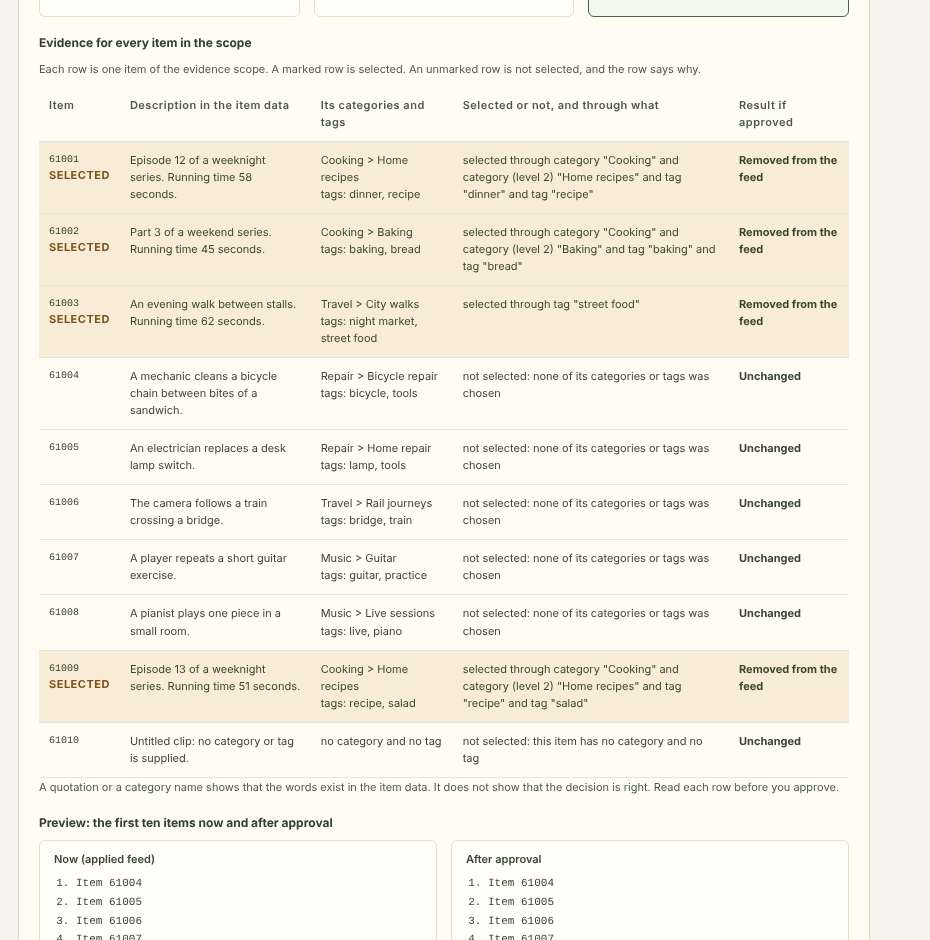 Evidence for every item in the scope
Each row is one item of the evidence scope. A marked row is selected. An unmarked row is not selected, and the row says why.
Item
Description in the item data
Its categories and
tags
Selected or not, and through what
Result if
approved
61001
SELECTED
Episode 12 of a weeknight
series. Running time 58
seconds.
Cooking > Home
recipes
tags: dinner, recipe
selected through category "Cooking" and
category (level 2) "Home recipes" and tag
"dinner" and tag "recipe"
Removed from the
feed
61002
SELECTED
Part 3 of a weekend series.
Running time 45 seconds.
Cooking > Baking
tags: baking, bread
selected through category "Cooking" and
category (level 2) "Baking" and tag "baking" and
tag "bread"
Removed from the
feed
61003
SELECTED
An evening walk between stalls.
Running time 62 seconds.
Travel > City walks
tags: night market,
street food
selected through tag "street food"
Removed from the
feed
61004
A mechanic cleans a bicycle
chain between bites of a
sandwich.
Repair > Bicycle repair
tags: bicycle, tools
not selected: none of its categories or tags was
chosen
Unchanged
61005
An electrician replaces a desk
lamp switch.
Repair > Home repair
tags: lamp, tools
not selected: none of its categories or tags was
chosen
Unchanged
61006
The camera follows a train
crossing a bridge.
Travel > Rail journeys
tags: bridge, train
not selected: none of its categories or tags was
chosen
Unchanged
61007
A player repeats a short guitar
exercise.
Music > Guitar
tags: guitar, practice
not selected: none of its categories or tags was
chosen
Unchanged
61008
A pianist plays one piece in a
small room.
Music > Live sessions
tags: live, piano
not selected: none of its categories or tags was
chosen
Unchanged
61009
SELECTED
Episode 13 of a weeknight
series. Running time 51 seconds.
Cooking > Home
recipes
tags: recipe, salad
selected through category "Cooking" and
category (level 2) "Home recipes" and tag
"recipe" and tag "salad"
Removed from the
feed
61010
Untitled clip: no category or tag
is supplied.
no category and no tag
not selected: this item has no category and no
tag
Unchanged
A quotation or a category name shows that the words exist in the item data. It does not show that the decision is right. Read each row before you approve.
Preview: the first ten items now and after approval
Now (applied feed)
1. Item 61004
2. Item 61005
3. Item 61006
4. Item 61007
After approval
1. Item 61004
2. Item 61005
3. Item 61006
4. Item 61007